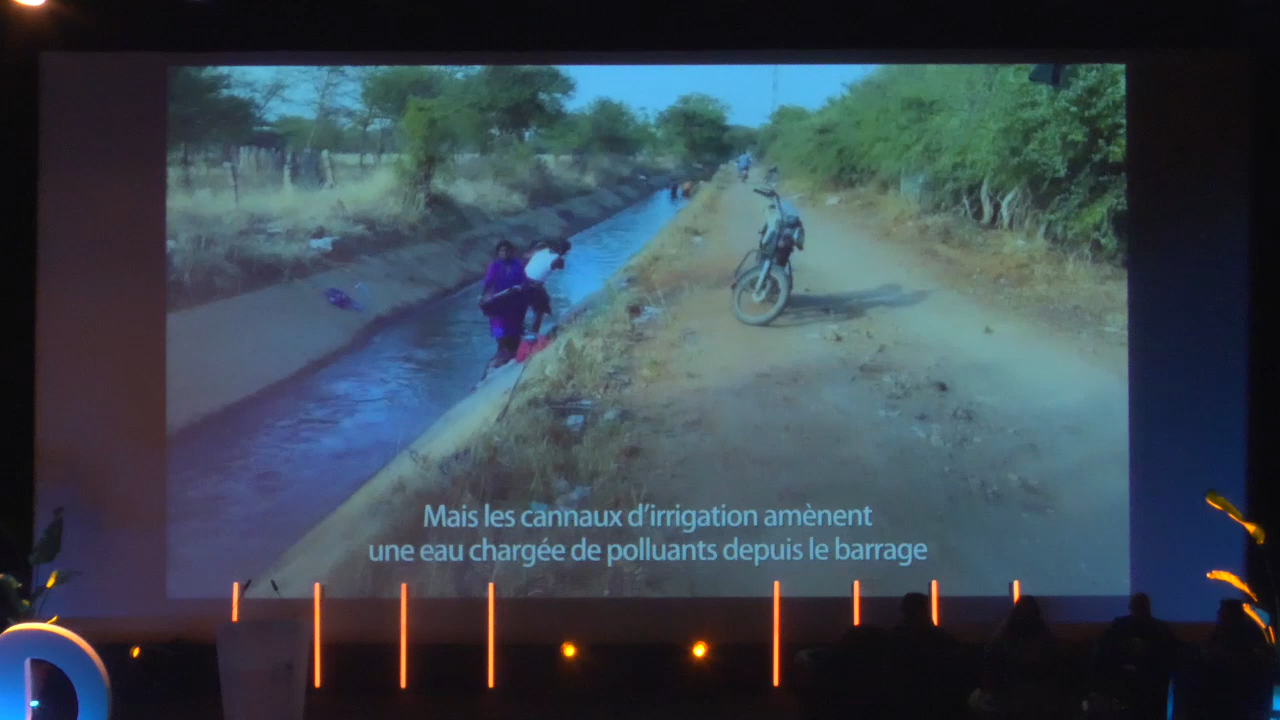 Mais les cannaux d'irrigation amènent
une eau chargée de polluants depuis le barrage